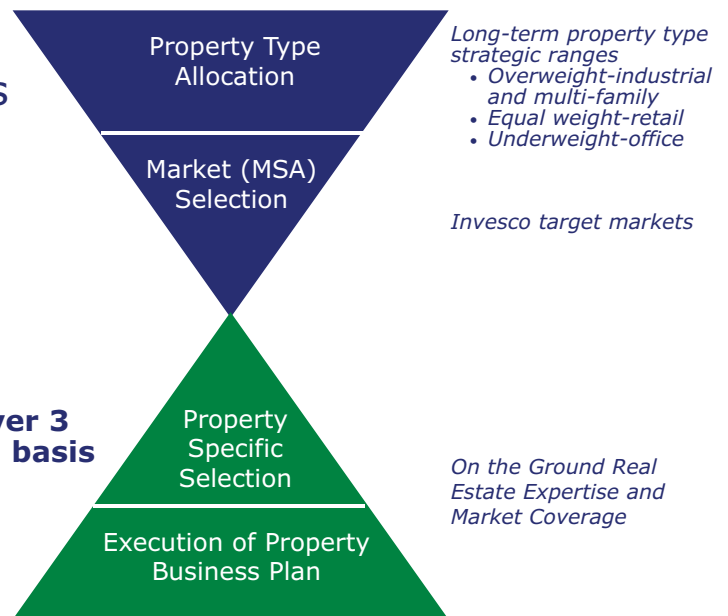 Property Type
Allocation
Long-term property type
strategic ranges
• Overweight-industrial
and multi-family
• Equal weight-retail
• Underweight-office
Market (MSA)
Selection
Invesco target markets
3
basis
Property
Specific
Selection
On the Ground Real
Estate Expertise and
Market Coverage
Execution of Property
Business Plan